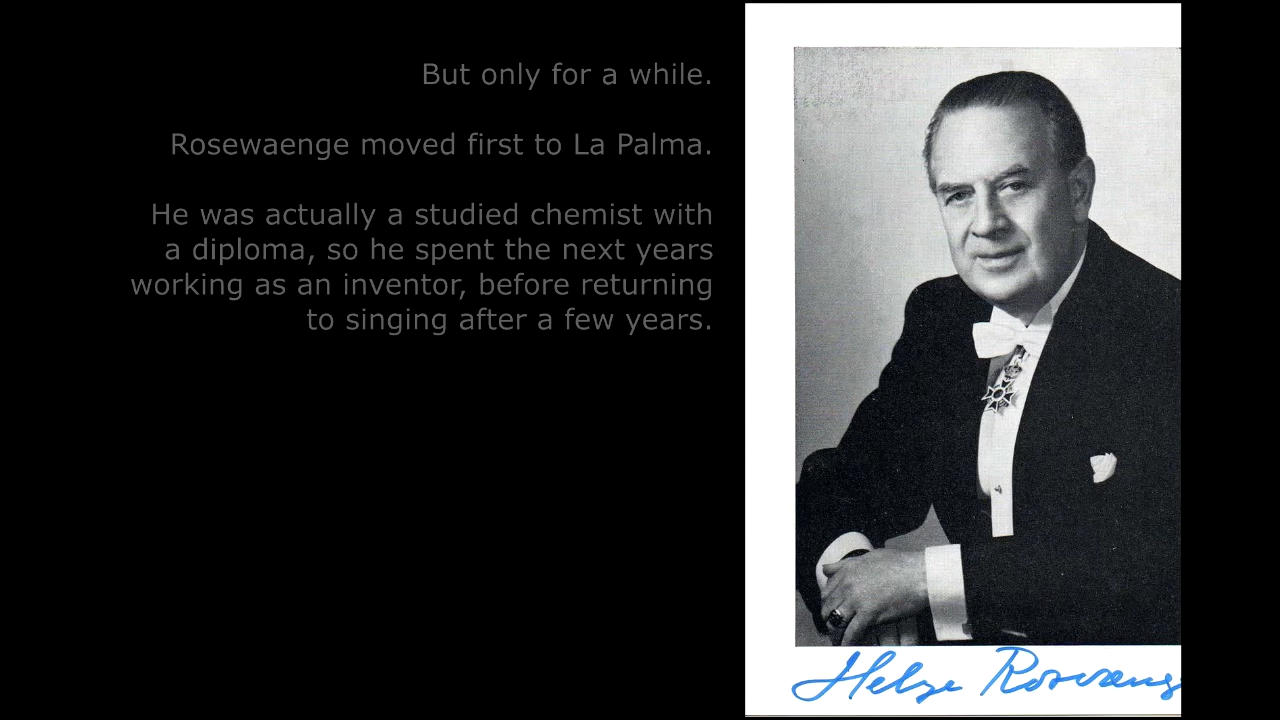 But only for a while.
Rosewaenge moved first to La Palma.
He was actually a studied chemist with
a diploma, so he spent the next years
working as an inventor, before returning
to singing after a few years.
Helge Rosvaeng